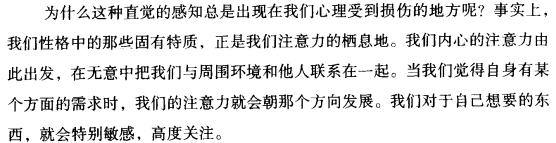 为什么这种直觉的感知总是出现在我们心理受到损伤的地方呢？事实上，
我们性格中的那些固有特质，正是我们注意力的栖息地。我们内心的注意力由
此出发，在无意中把我们与周围环境和他人联系在一起。当我们觉得自身有某
个方面的需求时，我们的注意力就会朝那个方向发展。我们对于自己想要的东
西，就会特别敏感，高度关注。